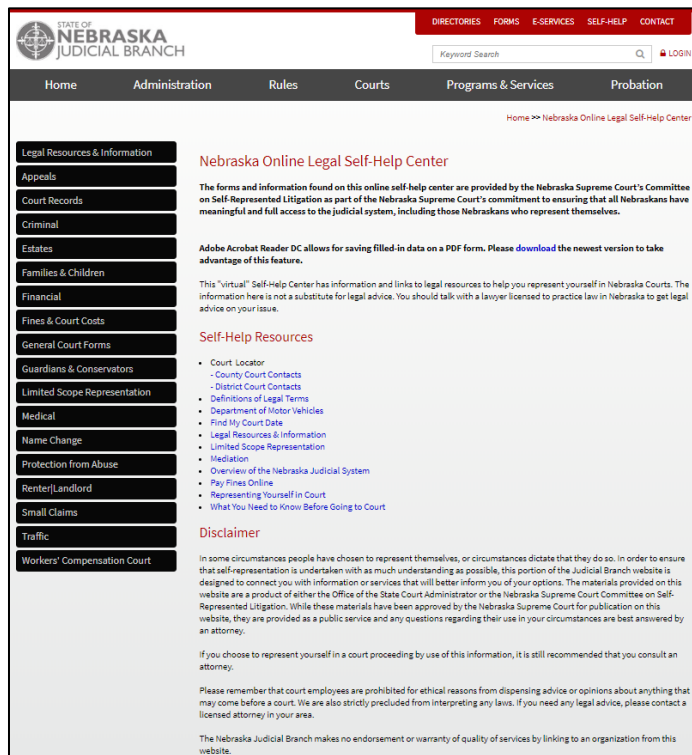 STATE OF
NEBRASKA
JUDICIAL BRANCH
DIRECTORIES FORMS E-SERVICES SELF-HELP CONTACT
Keyword Search
LOGIN
Home Administration Rules Courts Programs & Services Probation
Home >> Nebraska Online Legal Self-Help Center
Legal Resources & Information
Appeals
Court Records
Criminal
Estates
Families & Children
Financial
Fines & Court Costs
General Court Forms
Guardians & Conservators
Limited Scope Representation
Medical
Name Change
Protection from Abuse
Renter|Landlord
Small Claims
Traffic
Workers' Compensation Court
Nebraska Online Legal Self-Help Center
The forms and information found on this online self-help center are provided by the Nebraska Supreme Court's Committee
on Self-Represented Litigation as part of the Nebraska Supreme Court's commitment to ensuring that all Nebraskans have
meaningful and full access to the judicial system, including those Nebraskans who represent themselves.
Adobe Acrobat Reader DC allows for saving filled-in data on a PDF form. Please download the newest version to take
advantage of this feature.
This "virtual" Self-Help Center has information and links to legal resources to help you represent yourself in Nebraska Courts. The
information here is not a substitute for legal advice. You should talk with a lawyer licensed to practice law in Nebraska to get legal
advice on your issue.
Self-Help Resources
• Court Locator
- County Court Contacts
- District Court Contacts
• Definitions of Legal Terms
• Department of Motor Vehicles
• Find My Court Date
• Legal Resources & Information
• Limited Scope Representation
• Mediation
• Overview of the Nebraska Judicial System
• Pay Fines Online
• Representing Yourself in Court
• What You Need to Know Before Going to Court
Disclaimer
In some circumstances people have chosen to represent themselves, or circumstances dictate that they do so. In order to ensure
that self-representation is undertaken with as much understanding as possible, this portion of the Judicial Branch website is
designed to connect you with information or services that will better inform you of your options. The materials provided on this
website are a product of either the Office of the State Court Administrator or the Nebraska Supreme Court Committee on Self-
Represented Litigation. While these materials have been approved by the Nebraska Supreme Court for publication on this
website, they are provided as a public service and any questions regarding their use in your circumstances are best answered by
an attorney.
If you choose to represent yourself in a court proceeding by use of this information, it is still recommended that you consult an
attorney.
Please remember that court employees are prohibited for ethical reasons from dispensing advice or opinions about anything that
may come before a court. We are also strictly precluded from interpreting any laws. If you need any legal advice, please contact a
licensed attorney in your area.
The Nebraska Judicial Branch makes no endorsement or warranty of quality of services by linking to an organization from this
website.